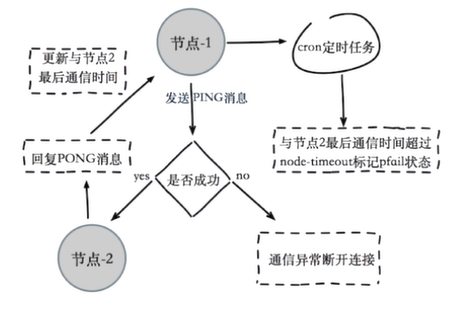 节点-1
cron定时任务
更新与节点2
最后通信时间
发送PING消息
与节点2最后通信时间超过
node-timeout标记pfail状态
回复PONG消息
yes
是否成功
no
节点-2
通信异常断开连接